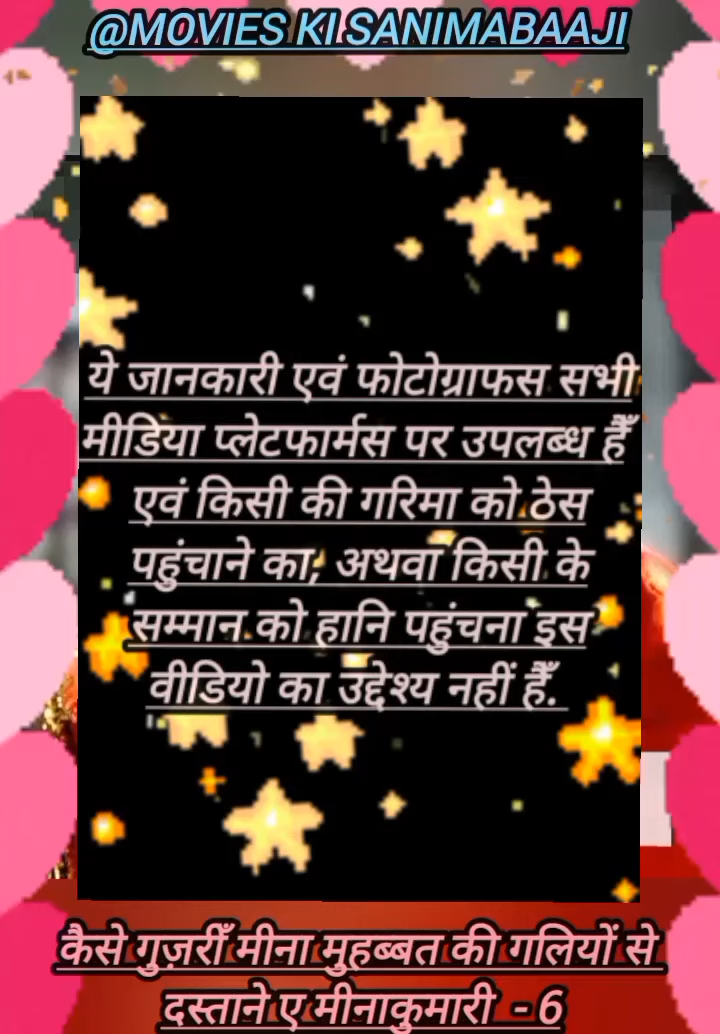 @MOVIES KI SANIMABAAJI
ये जानकारी एवं फोटोग्राफस सभी
मीडिया प्लेटफार्मस पर उपलब्ध हैँ
एवं किसी की गरिमा को ठेस
पहुंचाने का, अथवा किसी के
सम्मान को हानि पहुंचना इस
वीडियो का उद्देश्य नहीं हैँ.
कैसे गुज़रीँ मीना मुहब्बत की गलियों से
दस्ताने ए मीनाकुमारी - 6